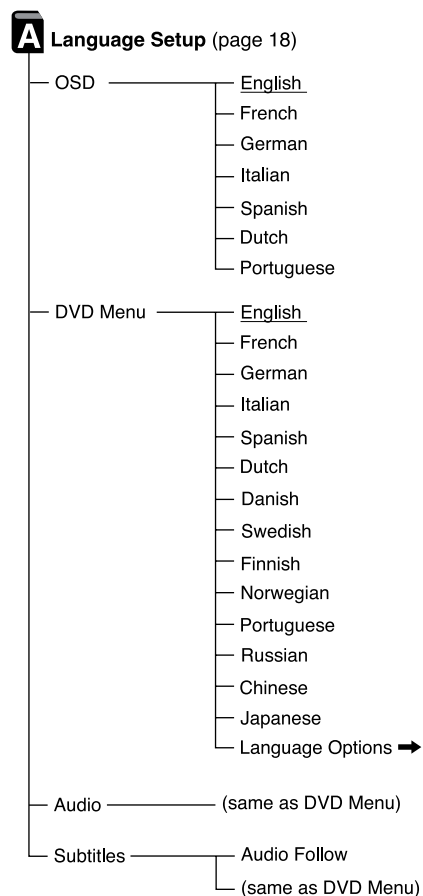 A Language Setup (page 18)
OSD English
French
German
Italian
Spanish
Dutch
Portuguese
DVD Menu English
French
German
Italian
Spanish
Dutch
Danish
Swedish
Finnish
Norwegian
Portuguese
Russian
Chinese
Japanese
Language Options ➡
Audio (same as DVD Menu)
Subtitles Audio Follow
(same as DVD Menu)